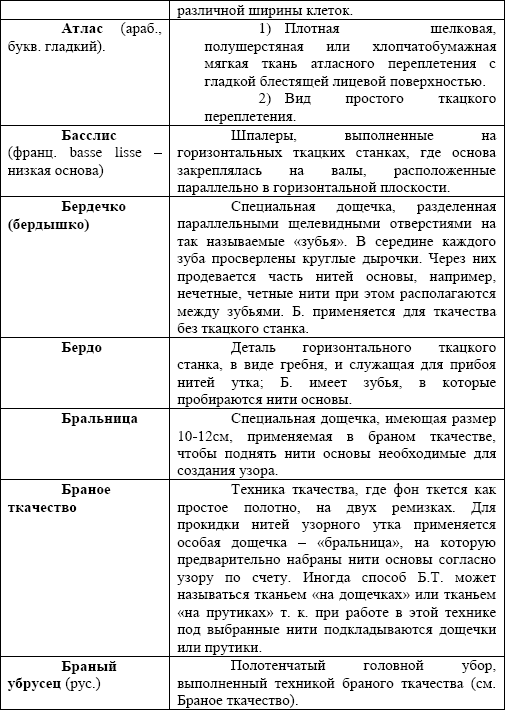 различной ширины клеток.
Атлас (араб.,
букв. гладкий).
1) Плотная шелковая,
полушерстяная или хлопчатобумажная
мягкая ткань атласного переплетения с
гладкой блестящей лицевой поверхностью.
2) Вид простого ткацкого
переплетения.
Басслис
(франц. basse lisse –
низкая основа)
Шпалеры, выполненные на
горизонтальных ткацких станках, где основа
закреплялась на валы, расположенные
параллельно в горизонтальной плоскости.
Бердечко
(бердышко)
Специальная дощечка, разделенная
параллельными щелевидными отверстиями на
так называемые «зубья». В середине каждого
зуба просверлены круглые дырочки. Через них
продевается часть нитей основы, например,
нечетные, четные нити при этом располагаются
между зубьями. Б. применяется для ткачества
без ткацкого станка.
Бердо
Деталь горизонтального ткацкого
станка, в виде гребня, и служащая для прибоя
нитей утка; Б. имеет зубья, в которые
пробираются нити основы.
Бральница
Специальная дощечка, имеющая размер
10-12см, применяемая в браном ткачестве,
чтобы поднять нити основы необходимые для
создания узора.
Браное
ткачество
Техника ткачества, где фон ткется как
простое полотно, на двух ремизках. Для
прокидки нитей узорного утка применяется
особая дощечка – «бральница», на которую
предварительно набраны нити основы согласно
узору по счету. Иногда способ Б.Т. может
называться тканьем «на дощечках» или тканьем
«на прутиках» т. к. при работе в этой технике
под выбранные нити подкладываются дощечки
или прутики.
Браный
убрусец (рус.)
Полотенчатый головной убор,
выполненный техникой браного ткачества (см.
Браное ткачество).